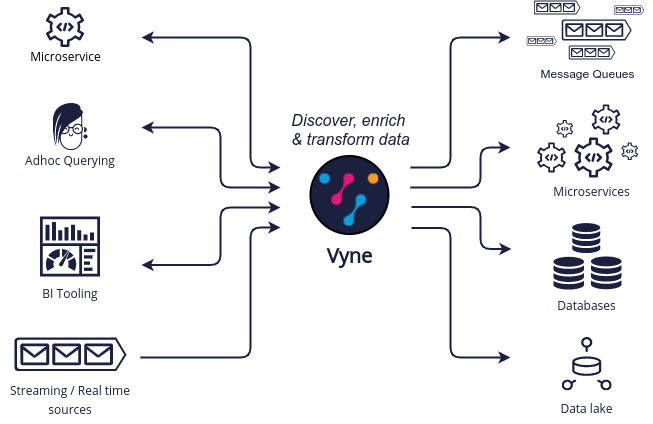 Microservice
Adhoc Querying
BI Tooling
Streaming / Real time
sources
Discover, enrich
& transform data
Vyne
Message Queues
Microservices
Databases
Data lake